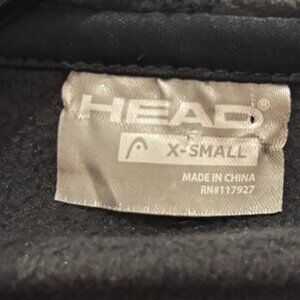 HEAD®
X-SMALL
MADE IN CHINA
RN#117927